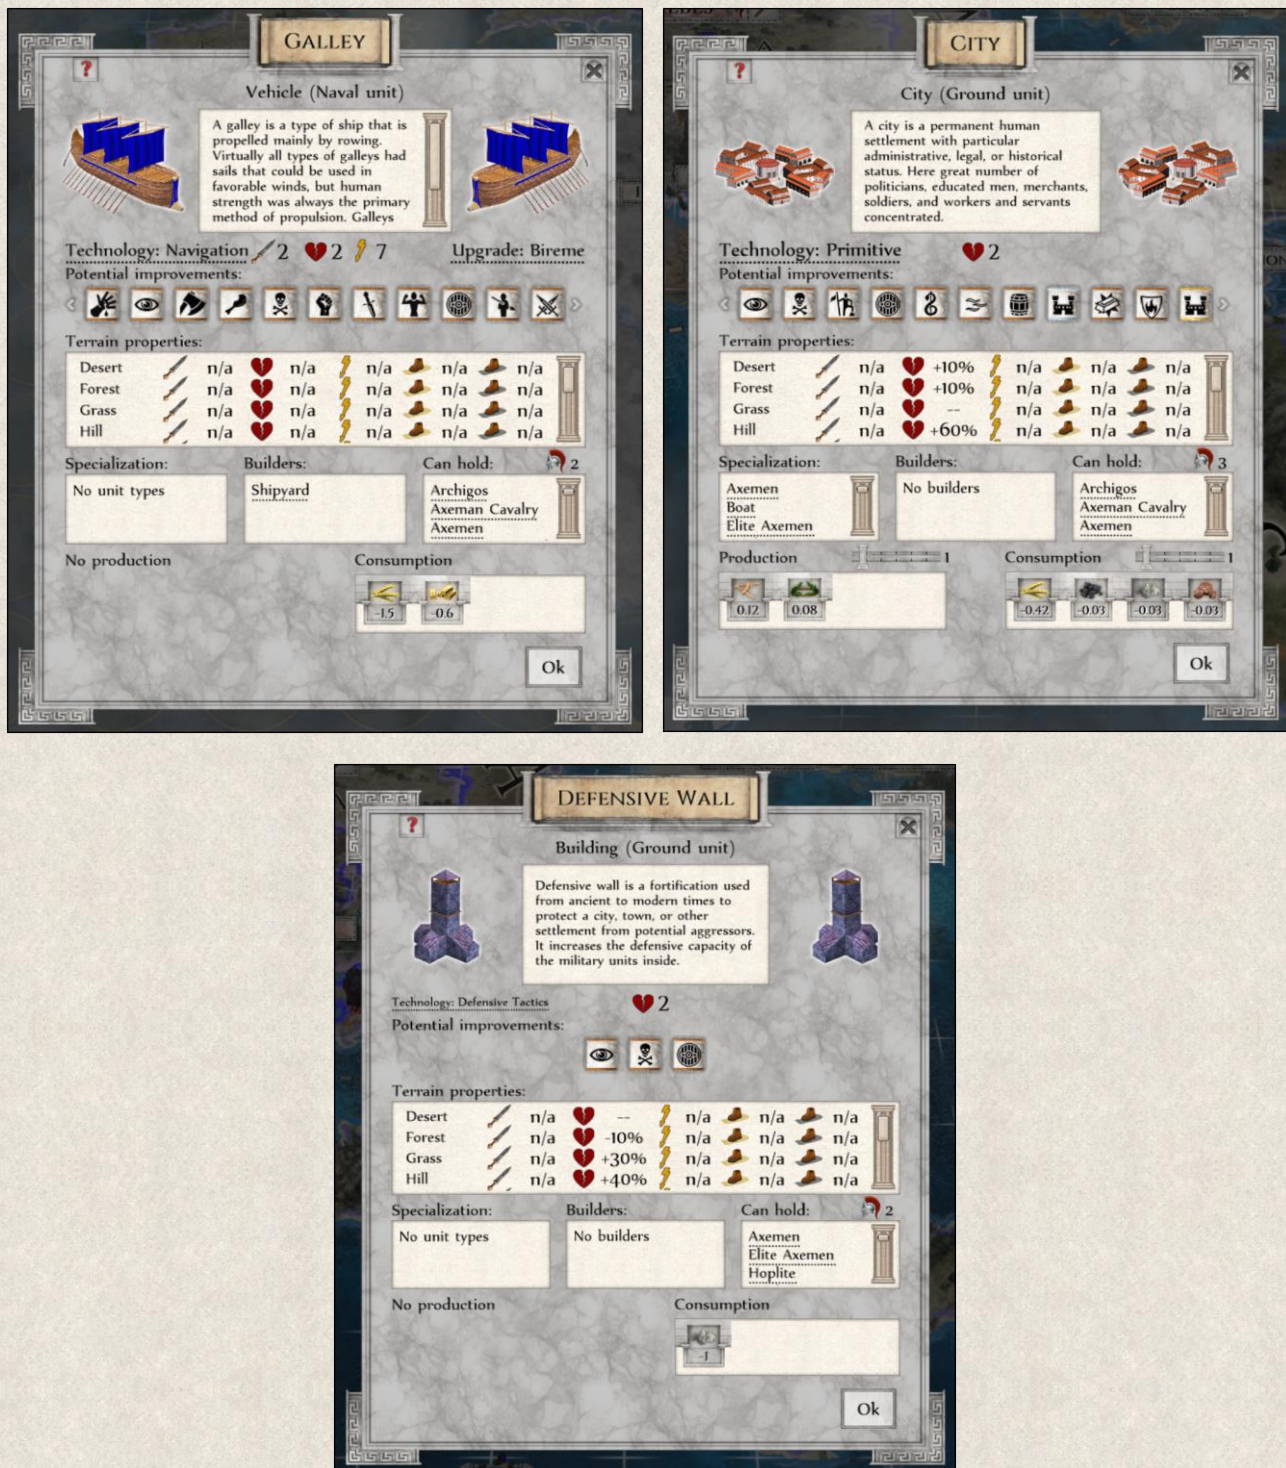 GALLEY
?
Vehicle (Naval unit)
A galley is a type of ship that is
propelled mainly by rowing.
Virtually all types of galleys had
sails that could be used in
favorable winds, but human
strength was always the primary
method of propulsion. Galleys
Technology: Navigation 2 2 7 Upgrade: Bireme
Potential improvements:
Terrain properties:
Desert n/a n/a n/a n/a n/a
Forest n/a n/a n/a n/a n/a
Grass n/a n/a n/a n/a n/a
Hill n/a n/a n/a n/a n/a
Specialization: Builders: Can hold: 2
No unit types Shipyard Archigos
Axeman Cavalry
Axemen
No production Consumption
-1.5 -0.6
Ok
CITY
?
City (Ground unit)
A city is a permanent human
settlement with particular
administrative, legal, or historical
status. Here great number of
politicians, educated men, merchants,
soldiers, and workers and servants
concentrated.
Technology: Primitive 2
Potential improvements:
Terrain properties:
Desert n/a +10% n/a n/a n/a
Forest n/a +10% n/a n/a n/a
Grass n/a -- n/a n/a n/a
Hill n/a +60% n/a n/a n/a
Specialization: Builders: Can hold: 3
Axemen No builders Archigos
Boat Axeman Cavalry
Elite Axemen Axemen
Production 1 Consumption 1
0.12 0.08 -0.42 -0.03 -0.03 -0.03
Ok
DEFENSIVE WALL
?
Building (Ground unit)
Defensive wall is a fortification used
from ancient to modern times to
protect a city, town, or other
settlement from potential aggressors.
It increases the defensive capacity of
the military units inside.
Technology: Defensive Tactics 2
Potential improvements:
Terrain properties:
Desert n/a -- n/a n/a n/a
Forest n/a -10% n/a n/a n/a
Grass n/a +30% n/a n/a n/a
Hill n/a +40% n/a n/a n/a
Specialization: Builders: Can hold: 2
No unit types No builders Axemen
Elite Axemen
Hoplite
No production Consumption
-1
Ok